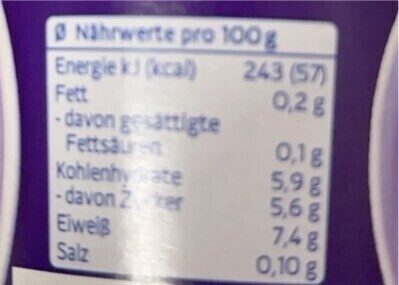 Ø Nährwerte pro 100g
Energie kJ (kcal) 243 (57)
Fett 0,2 g
- davon gesättigte
Fettsäuren 0,1 g
Kohlenhydrate 5,9 g
- davon Zucker 5,6 g
Eiweiß 7,4 g
Salz 0,10 g